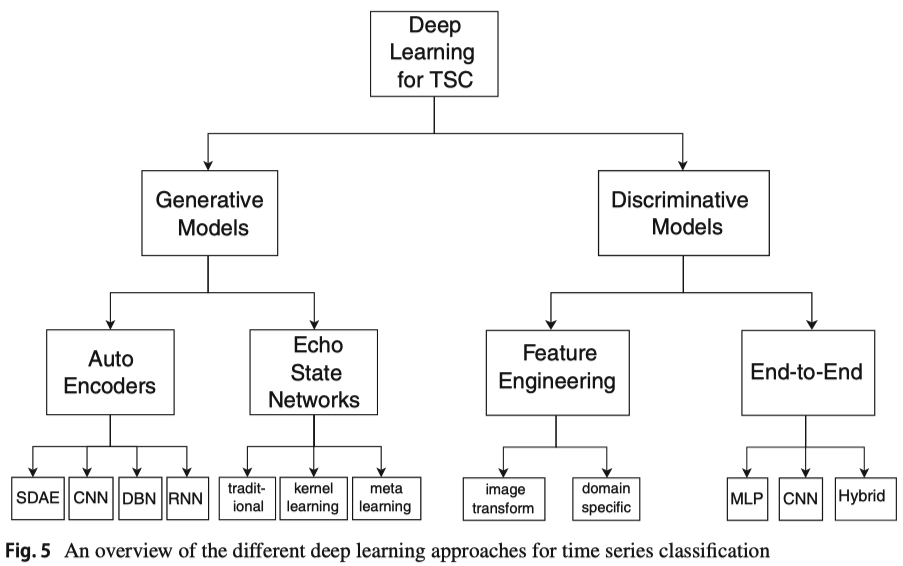 Deep
Learning
for TSC
Generative
Models
Discriminative
Models
Auto
Encoders
Echo
State
Networks
Feature
Engineering
End-to-End
SDAE
CNN
DBN
RNN
tradit-
ional
kernel
learning
meta
learning
image
transform
domain
specific
MLP
CNN
Hybrid
Fig. 5 An overview of the different deep learning approaches for time series classification